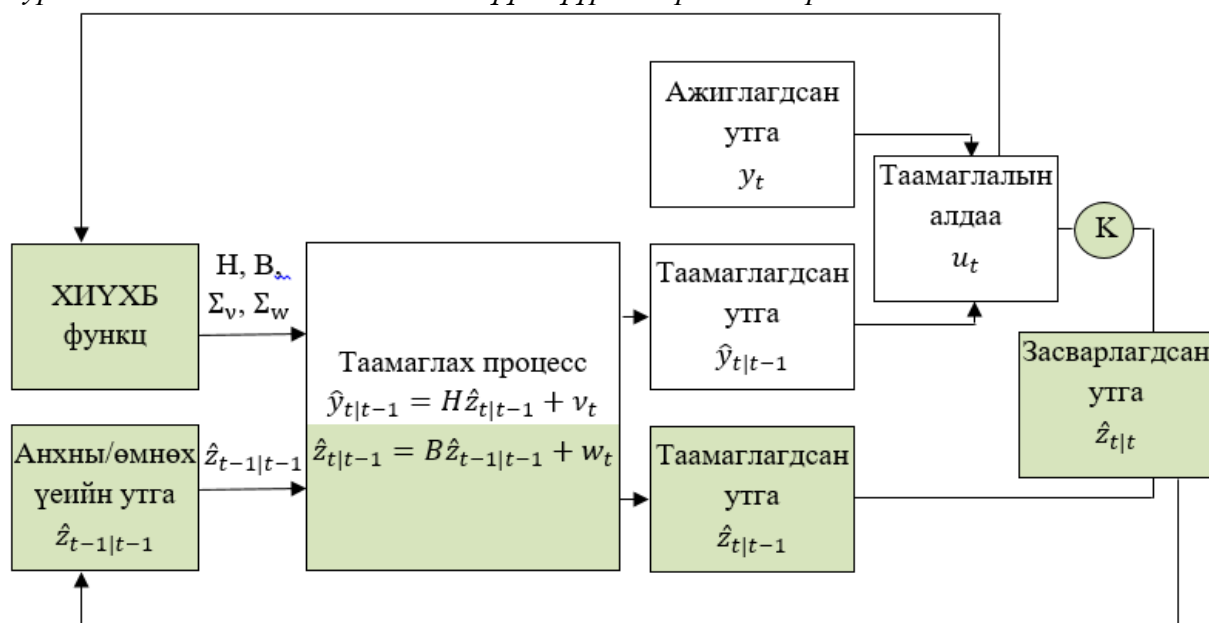 Ажиглагдсан
утга
y_t
Таамаглалын
алдаа
u_t
K
ХИҮХБ
функц
H, B,
Σ_ν, Σ_w
Таамаглах процесс
ŷ_{t|t−1} = Hẑ_{t|t−1} + ν_t
ẑ_{t|t−1} = Bẑ_{t−1|t−1} + w_t
Таамаглагдсан
утга
ŷ_{t|t−1}
Засварлагдсан
утга
ẑ_{t|t}
Анхны/өмнөх
үеийн утга
ẑ_{t−1|t−1}
ẑ_{t−1|t−1}
Таамаглагдсан
утга
ẑ_{t|t−1}